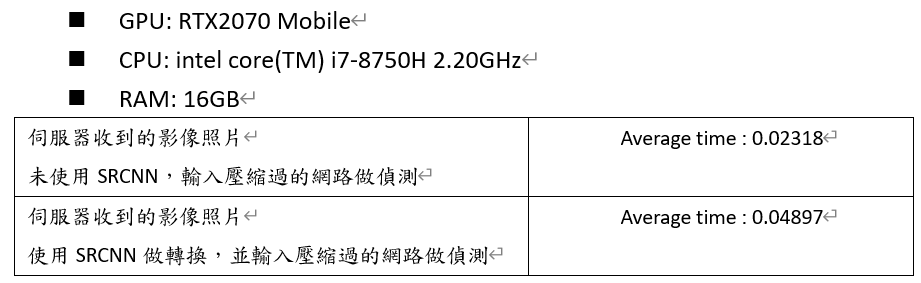 ■ GPU: RTX2070 Mobile↵
■ CPU: intel core(TM) i7-8750H 2.20GHz↵
■ RAM: 16GB↵
伺服器收到的影像照片↵
未使用 SRCNN，輸入壓縮過的網路做偵測↵
Average time : 0.02318↵
伺服器收到的影像照片↵
使用 SRCNN 做轉換，並輸入壓縮過的網路做偵測↵
Average time : 0.04897↵